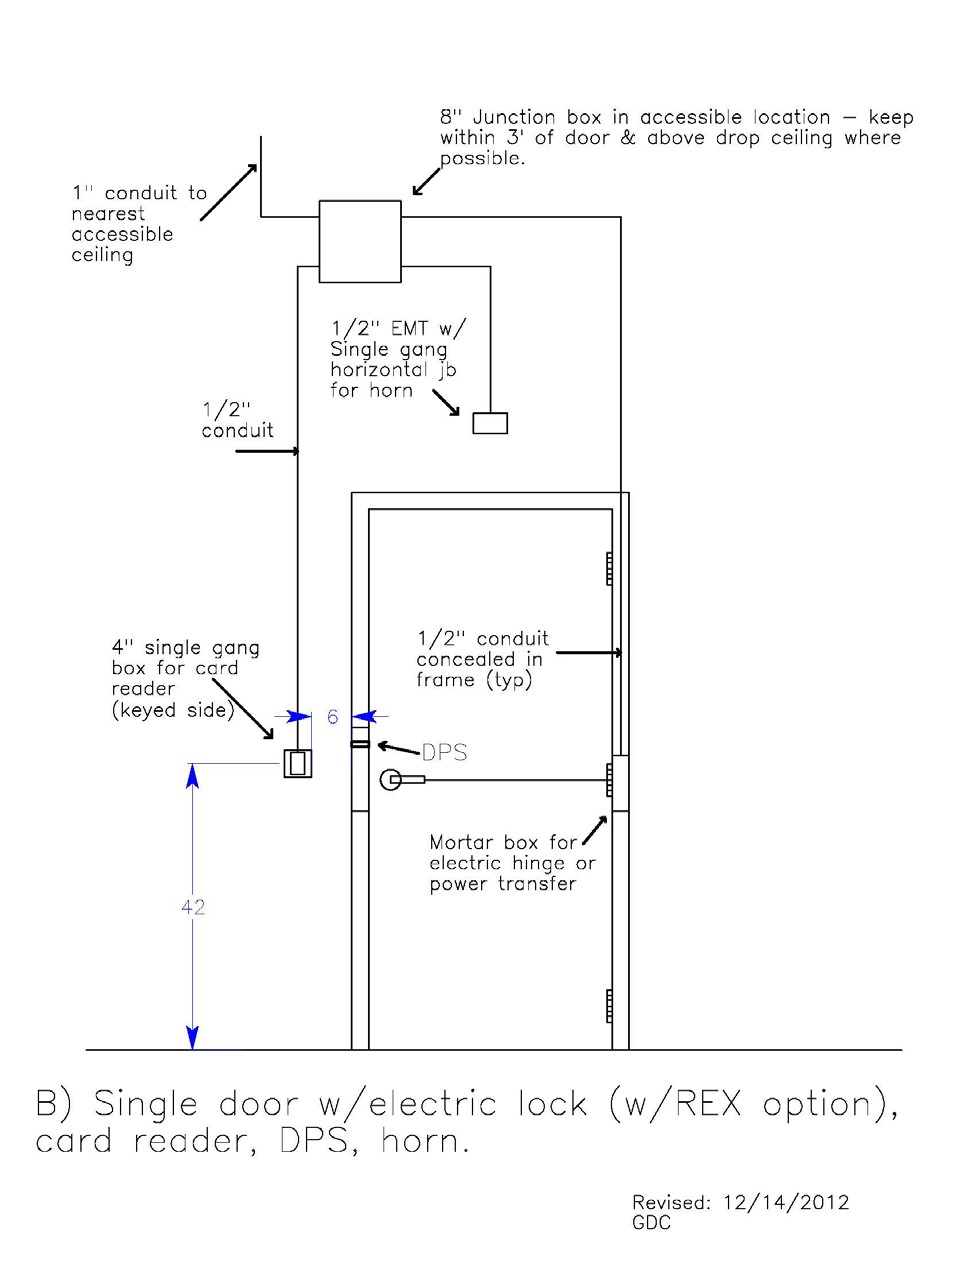 8" Junction box in accessible location – keep
within 3' of door & above drop ceiling where
possible.
1" conduit to
nearest
accessible
ceiling
1/2" EMT w/
Single gang
horizontal jb
for horn
1/2"
conduit
4" single gang
box for card
reader
(keyed side)
1/2" conduit
concealed in
frame (typ)
6
DPS
Mortar box for
electric hinge or
power transfer
42
B) Single door w/electric lock (w/REX option),
card reader, DPS, horn.
Revised: 12/14/2012
GDC